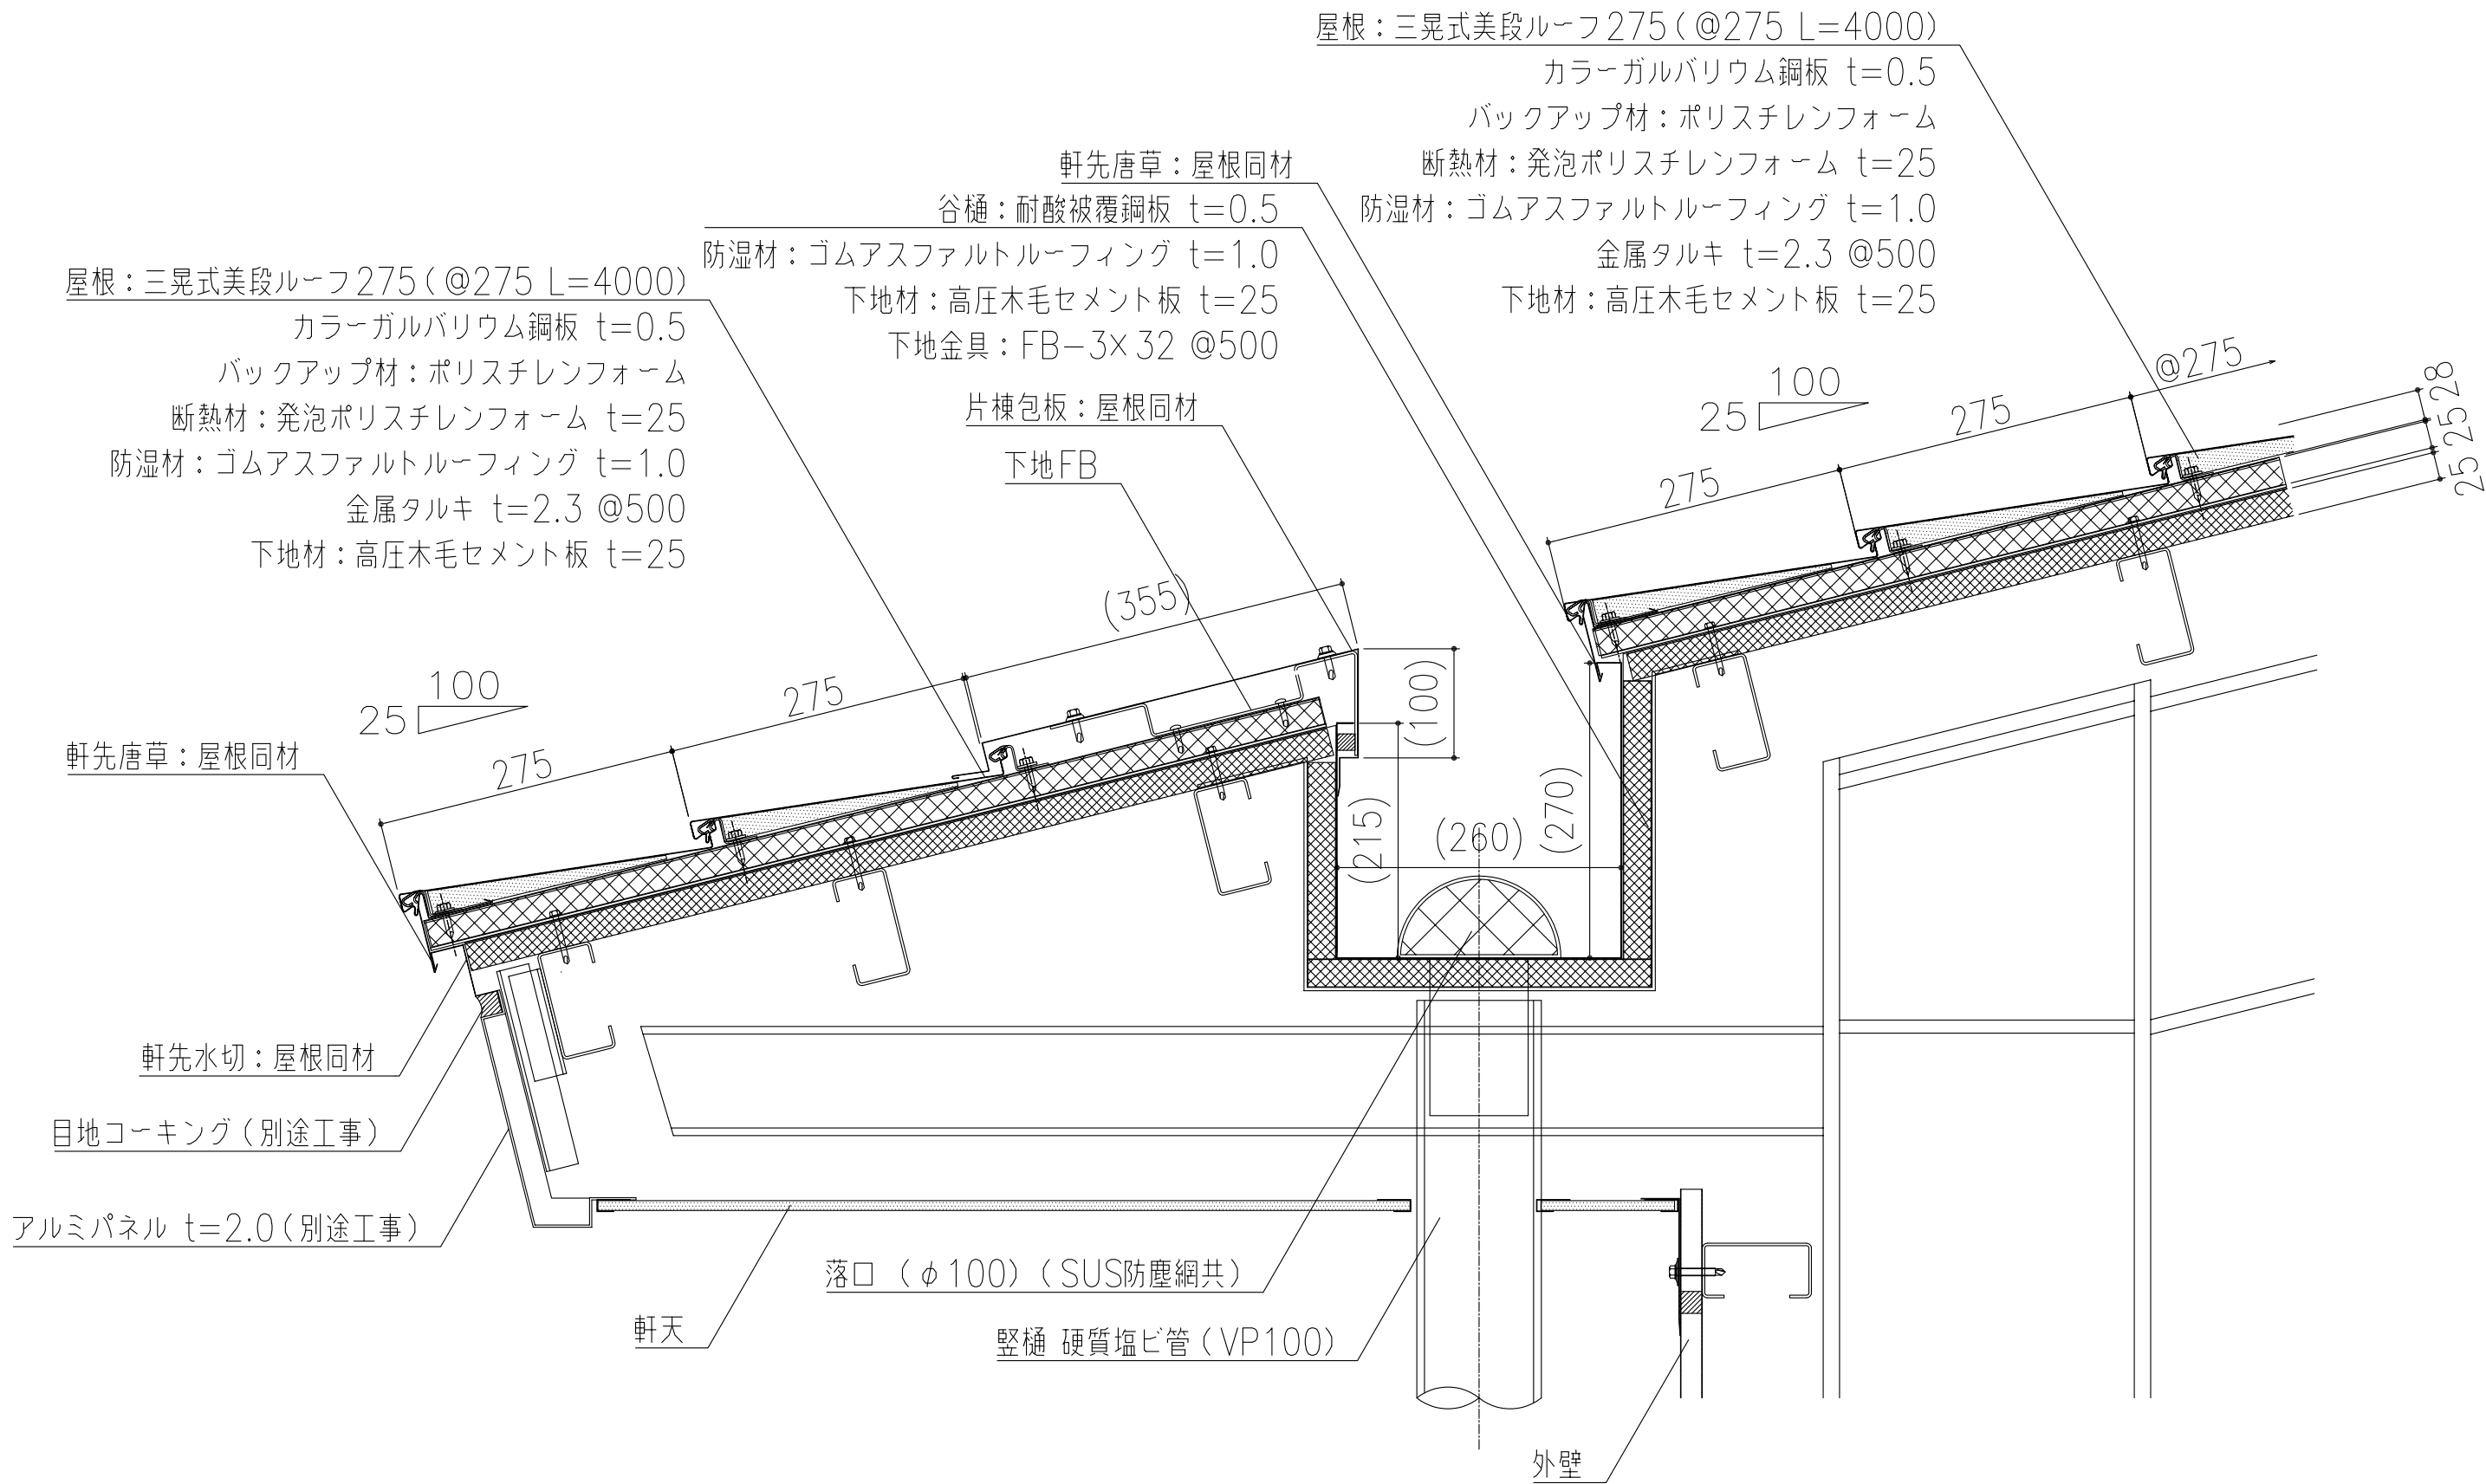 屋根：三晃式美段ルーフ275(@275 L=4000)
カラーガルバリウム鋼板 t=0.5
バックアップ材：ポリスチレンフォーム
断熱材：発泡ポリスチレンフォーム t=25
防湿材：ゴムアスファルトルーフィング t=1.0
金属タルキ t=2.3 @500
下地材：高圧木毛セメント板 t=25
軒先唐草：屋根同材
谷樋：耐酸被覆鋼板 t=0.5
防湿材：ゴムアスファルトルーフィング t=1.0
下地材：高圧木毛セメント板 t=25
下地金具：FB-3×32 @500
片棟包板：屋根同材
下地FB
屋根：三晃式美段ルーフ275(@275 L=4000)
カラーガルバリウム鋼板 t=0.5
バックアップ材：ポリスチレンフォーム
断熱材：発泡ポリスチレンフォーム t=25
防湿材：ゴムアスファルトルーフィング t=1.0
金属タルキ t=2.3 @500
下地材：高圧木毛セメント板 t=25
100
25
275
275
@275
28
25
25
100
25
275
275
(355)
(100)
(215)
(260)
(270)
軒先唐草：屋根同材
軒先水切：屋根同材
目地コーキング(別途工事)
アルミパネル t=2.0(別途工事)
軒天
落口 (φ100)(SUS防塵網共)
竪樋 硬質塩ビ管(VP100)
外壁